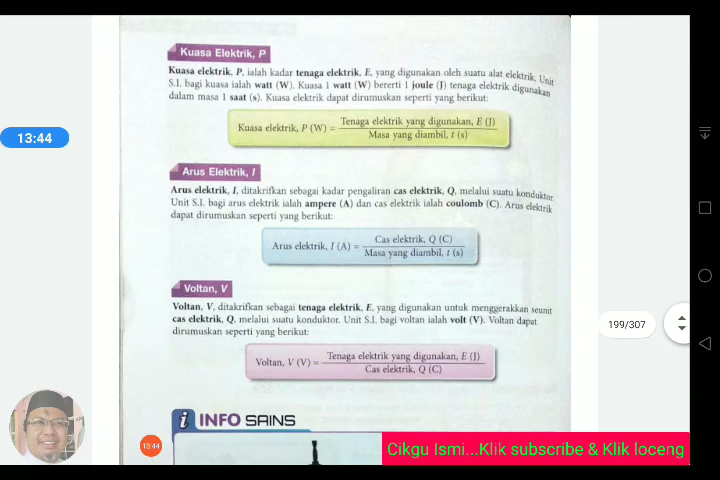 Kuasa Elektrik, P
Kuasa elektrik, P, ialah kadar tenaga elektrik, E, yang digunakan oleh suatu alat elektrik. Unit
S.I. bagi kuasa ialah watt (W). Kuasa 1 watt (W) bererti 1 joule (J) tenaga elektrik digunakan
dalam masa 1 saat (s). Kuasa elektrik dapat dirumuskan seperti yang berikut:
Kuasa elektrik, P (W) = Tenaga elektrik yang digunakan, E (J)
Masa yang diambil, t (s)
13:44
Arus Elektrik, I
Arus elektrik, I, ditakrifkan sebagai kadar pengaliran cas elektrik, Q, melalui suatu konduktor.
Unit S.I. bagi arus elektrik ialah ampere (A) dan cas elektrik ialah coulomb (C). Arus elektrik
dapat dirumuskan seperti yang berikut:
Arus elektrik, I (A) = Cas elektrik, Q (C)
Masa yang diambil, t (s)
Voltan, V
Voltan, V, ditakrifkan sebagai tenaga elektrik, E, yang digunakan untuk menggerakkan seunit
cas elektrik, Q, melalui suatu konduktor. Unit S.I. bagi voltan ialah volt (V). Voltan dapat
dirumuskan seperti yang berikut:
199/307
Voltan, V (V) = Tenaga elektrik yang digunakan, E (J)
Cas elektrik, Q (C)
i INFO SAINS
13:44
Cikgu Ismi...Klik subscribe & Klik loceng